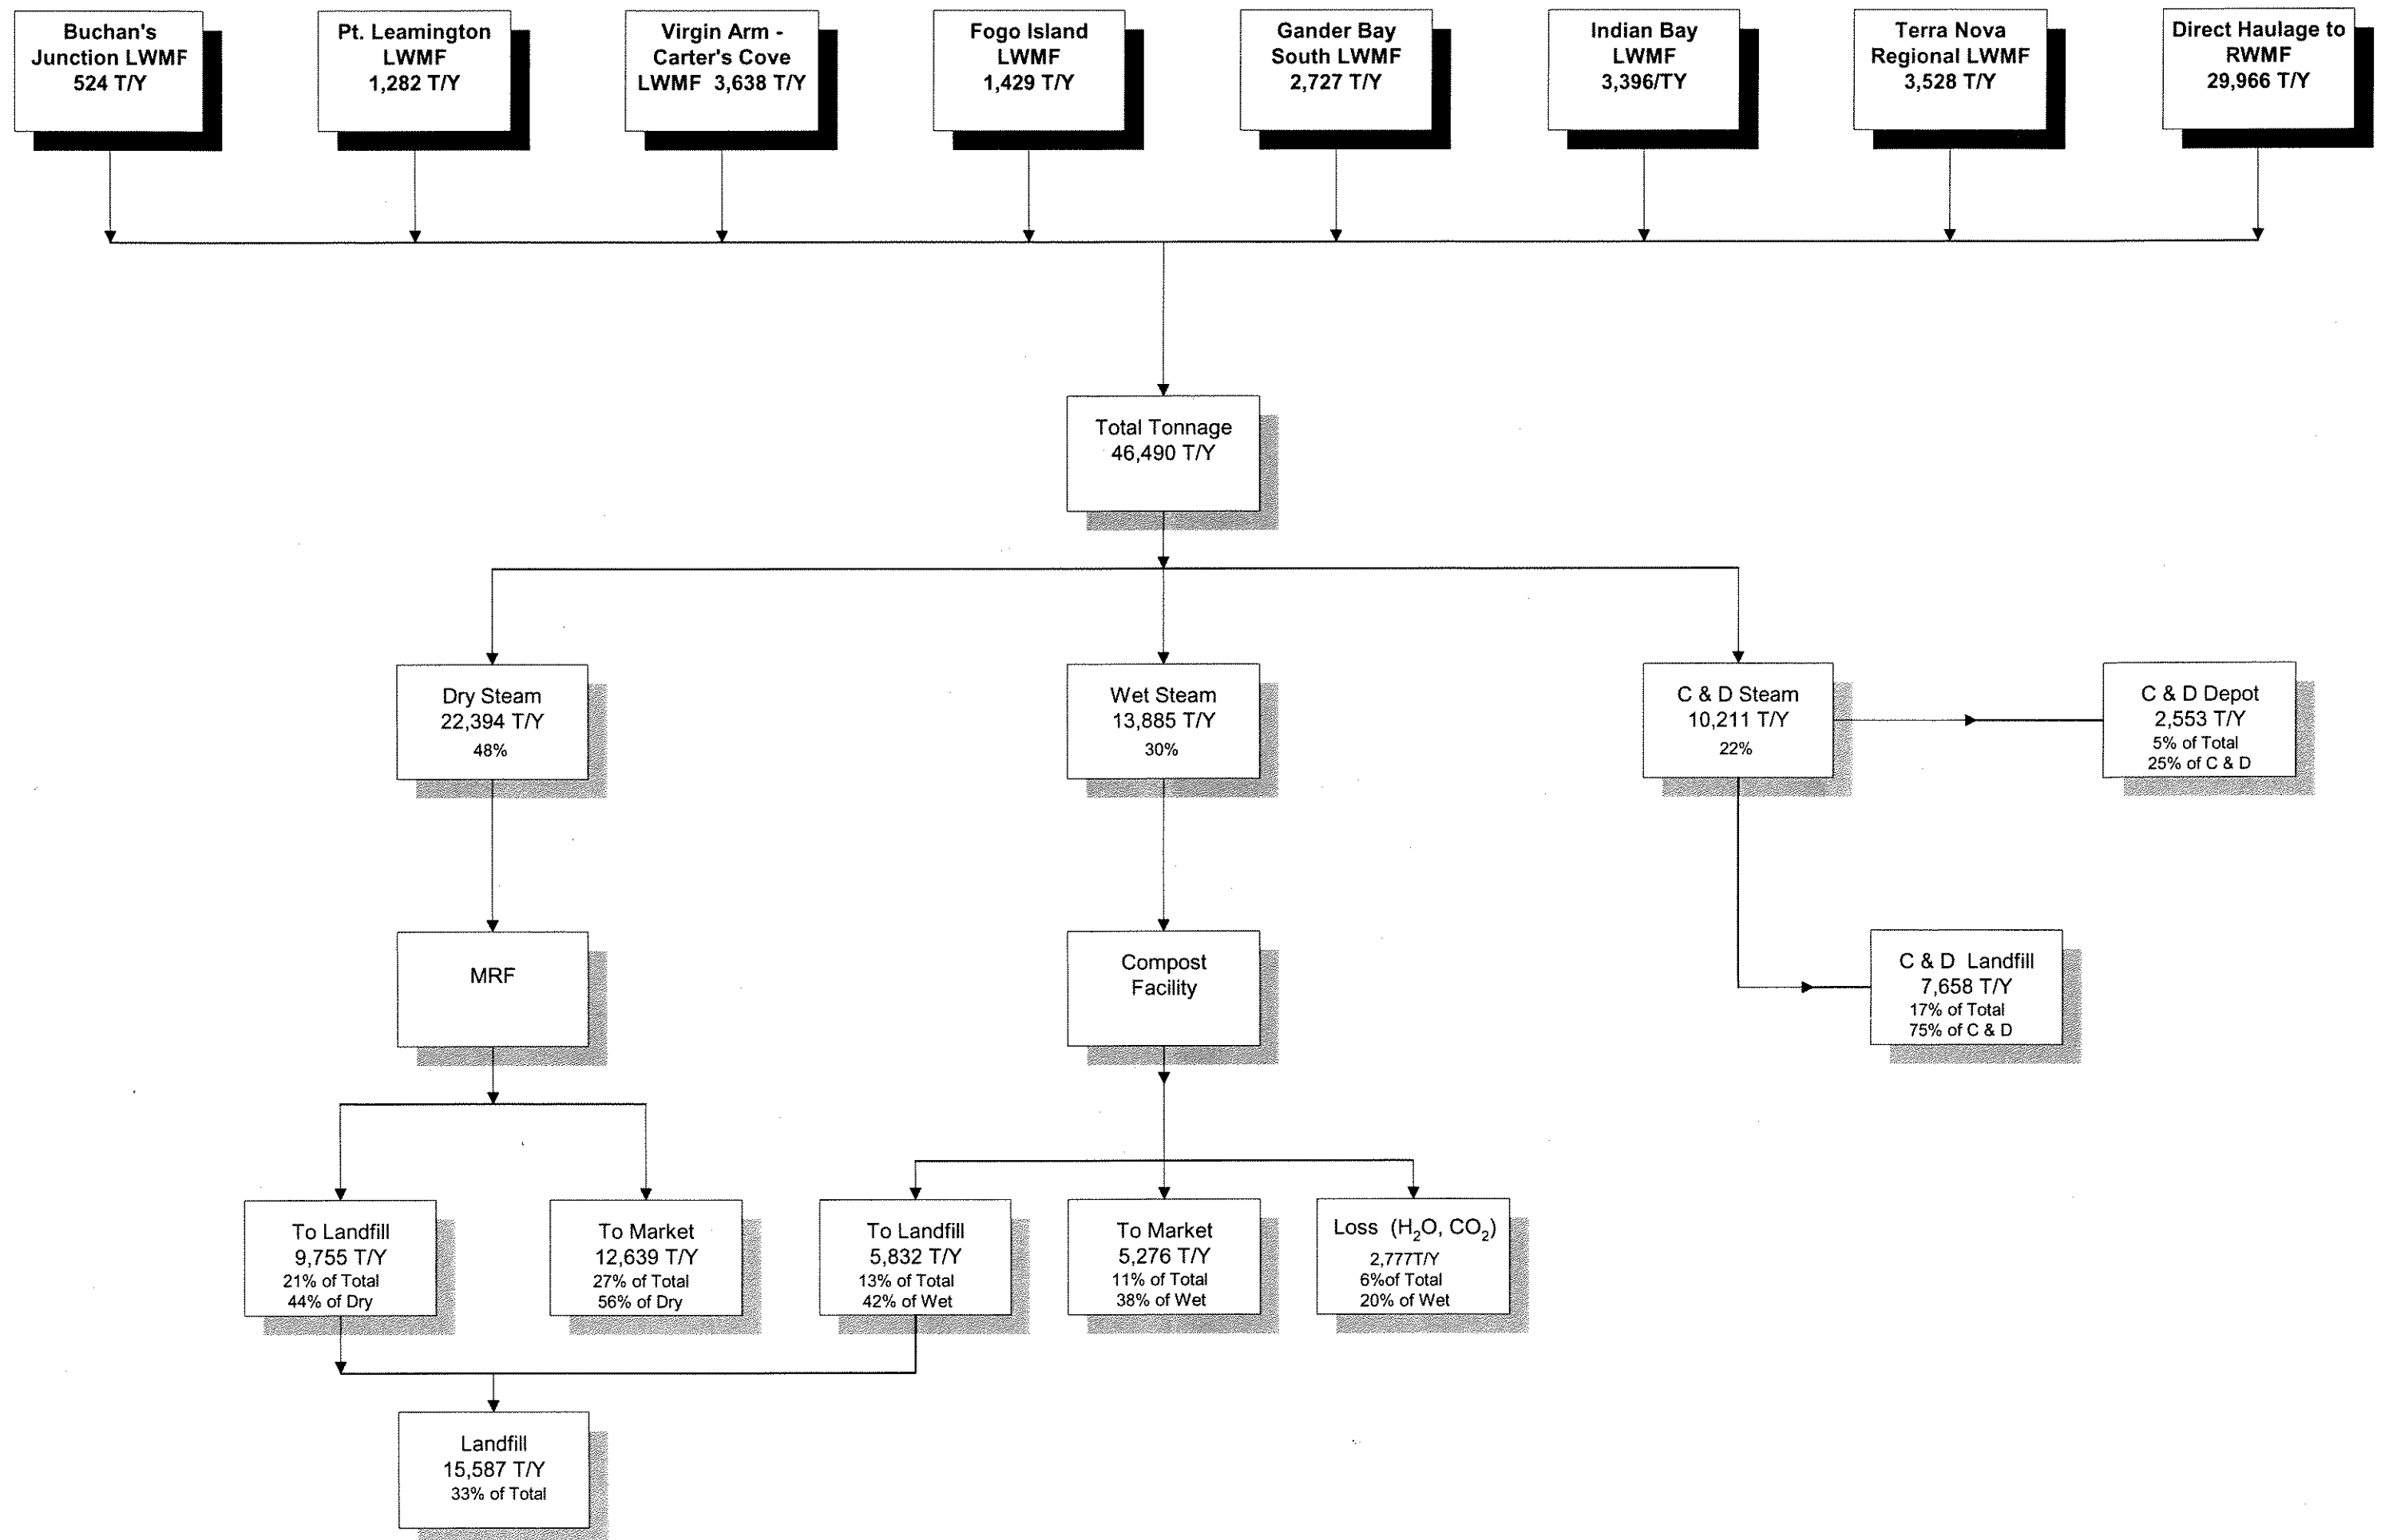 Buchan's
Junction LWMF
524 T/Y
Pt. Leamington
LWMF
1,282 T/Y
Virgin Arm -
Carter's Cove
LWMF 3,638 T/Y
Fogo Island
LWMF
1,429 T/Y
Gander Bay
South LWMF
2,727 T/Y
Indian Bay
LWMF
3,396/TY
Terra Nova
Regional LWMF
3,528 T/Y
Direct Haulage to
RWMF
29,966 T/Y
Total Tonnage
46,490 T/Y
Dry Steam
22,394 T/Y
48%
Wet Steam
13,885 T/Y
30%
C & D Steam
10,211 T/Y
22%
C & D Depot
2,553 T/Y
5% of Total
25% of C & D
MRF
Compost
Facility
C & D Landfill
7,658 T/Y
17% of Total
75% of C & D
To Landfill
9,755 T/Y
21% of Total
44% of Dry
To Market
12,639 T/Y
27% of Total
56% of Dry
To Landfill
5,832 T/Y
13% of Total
42% of Wet
To Market
5,276 T/Y
11% of Total
38% of Wet
Loss (H₂O, CO₂)
2,777T/Y
6%of Total
20% of Wet
Landfill
15,587 T/Y
33% of Total